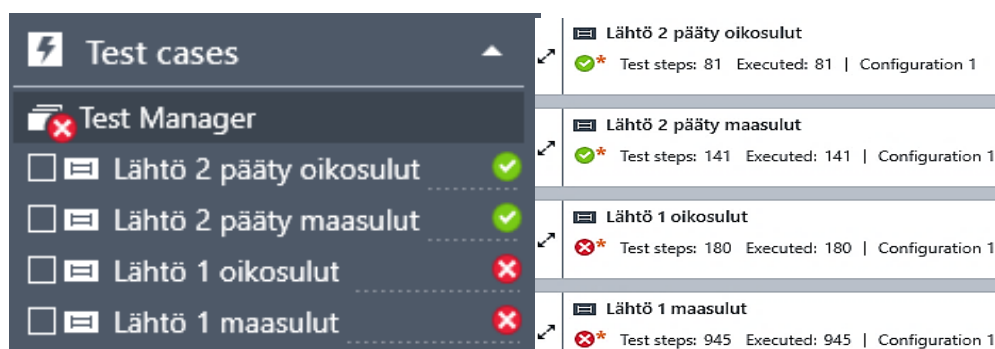 Test cases
Test Manager
Lähtö 2 pääty oikosulut
Lähtö 2 pääty maasulut
Lähtö 1 oikosulut
Lähtö 1 maasulut
Lähtö 2 pääty oikosulut
* Test steps: 81 Executed: 81 | Configuration 1
Lähtö 2 pääty maasulut
* Test steps: 141 Executed: 141 | Configuration 1
Lähtö 1 oikosulut
* Test steps: 180 Executed: 180 | Configuration 1
Lähtö 1 maasulut
* Test steps: 945 Executed: 945 | Configuration 1